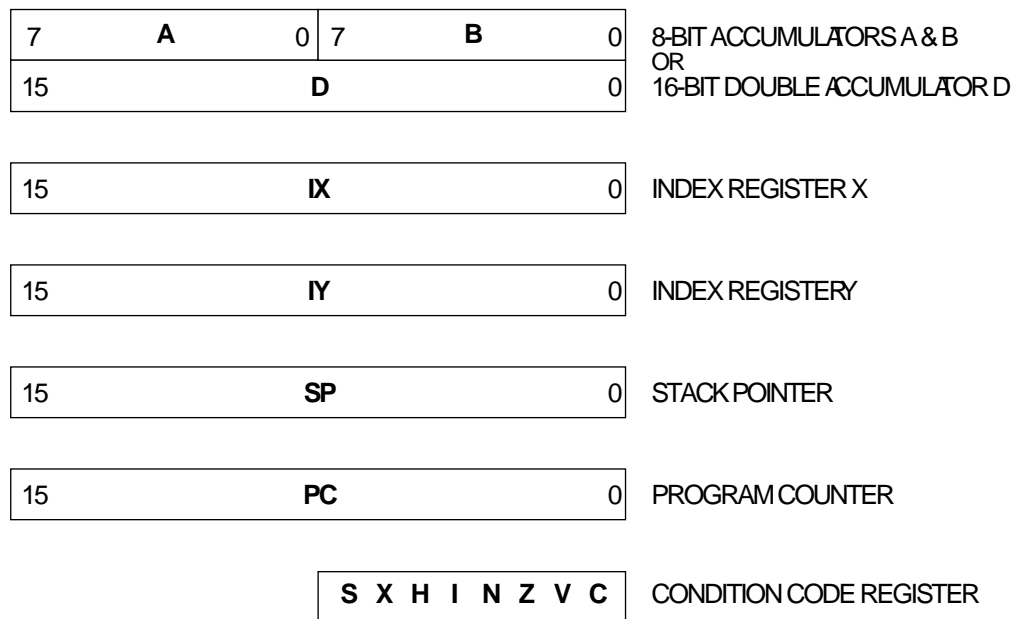 7 A 0 7 B 0 8-BIT ACCUMULATORS A & B
OR
15 D 0 16-BIT DOUBLE ACCUMULATOR D
15 IX 0 INDEX REGISTER X
15 IY 0 INDEX REGISTER Y
15 SP 0 STACK POINTER
15 PC 0 PROGRAM COUNTER
S X H I N Z V C CONDITION CODE REGISTER